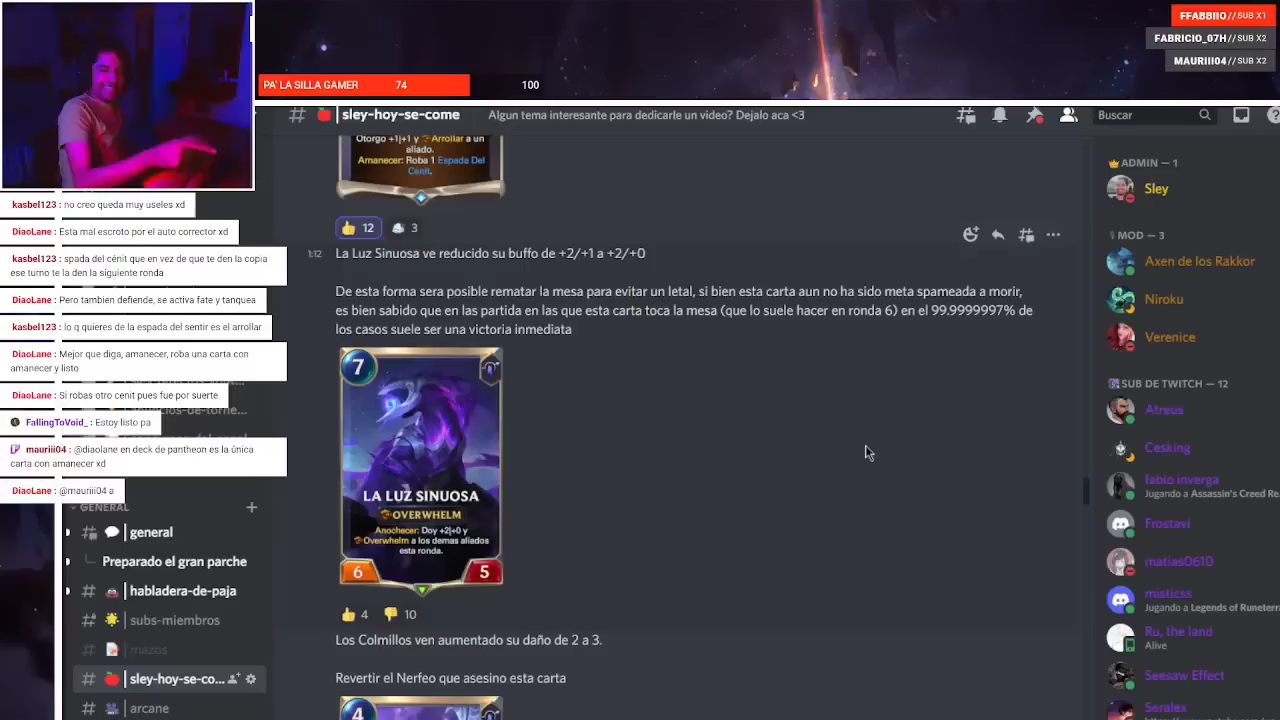 FFABBIIO//SUB X1
FABRICIO_07H//SUB X2
MAURIII04//SUB X2
PA' LA SILLA GAMER 74 100
# sley-hoy-se-come Algun tema interesante para dedicarle un video? Dejalo aca <3
Buscar
Otorgo +1|+1 y Arrollar a un
aliado.
Amanecer: Roba 1 Espada Del
Cenit.
12 3
1:12 La Luz Sinuosa ve reducido su buffo de +2/+1 a +2/+0
De esta forma sera posible rematar la mesa para evitar un letal, si bien esta carta aun no ha sido meta spameada a morir,
es bien sabido que en las partida en las que esta carta toca la mesa (que lo suele hacer en ronda 6) en el 99.9999997% de
los casos suele ser una victoria inmediata
7
LA LUZ SINUOSA
OVERWHELM
Anochecer: Doy +2|+0 y
Overwhelm a los demas aliados
esta ronda.
6 5
4 10
Los Colmillos ven aumentado su daño de 2 a 3.
Revertir el Nerfeo que asesino esta carta
4
kasbel123 : no creo queda muy useles xd
DiaoLane : Esta mal escroto por el auto corrector xd
kasbel123 : spada del cénit que en vez de que te den la copia
ese turno te la den la siguiente ronda
DiaoLane : Pero tambien defiende, se activa fate y tanquea
kasbel123 : lo q quieres de la espada del sentir es el arrollar
DiaoLane : Mejor que diga, amanecer, roba una carta con
amanecer y listo
DiaoLane : Si robas otro cenit pues fue por suerte
FallingToVoid_ : Estoy listo pa
mauriii04 : @diaolane en deck de pantheon es la única
carta con amanecer xd
DiaoLane : @mauriii04 a
GENERAL
general
Preparado el gran parche
habladera-de-paja
subs-miembros
mazos
sley-hoy-se-co...
arcane
ADMIN — 1
Sley
MOD — 3
Axen de los Rakkor
Niroku
Verenice
SUB DE TWITCH — 12
Atreus
Cesking
fabio inverga
Jugando a Assassin's Creed Re
Frostavi
matias0610
misticss
Jugando a Legends of Runeterr
Ru, the land
Alive
Seesaw Effect
Seralex